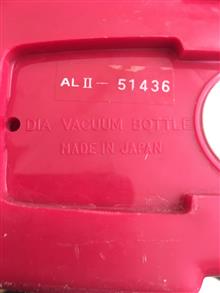 AL II - 51436
DIA VACUUM BOTTLE
MADE IN JAPAN